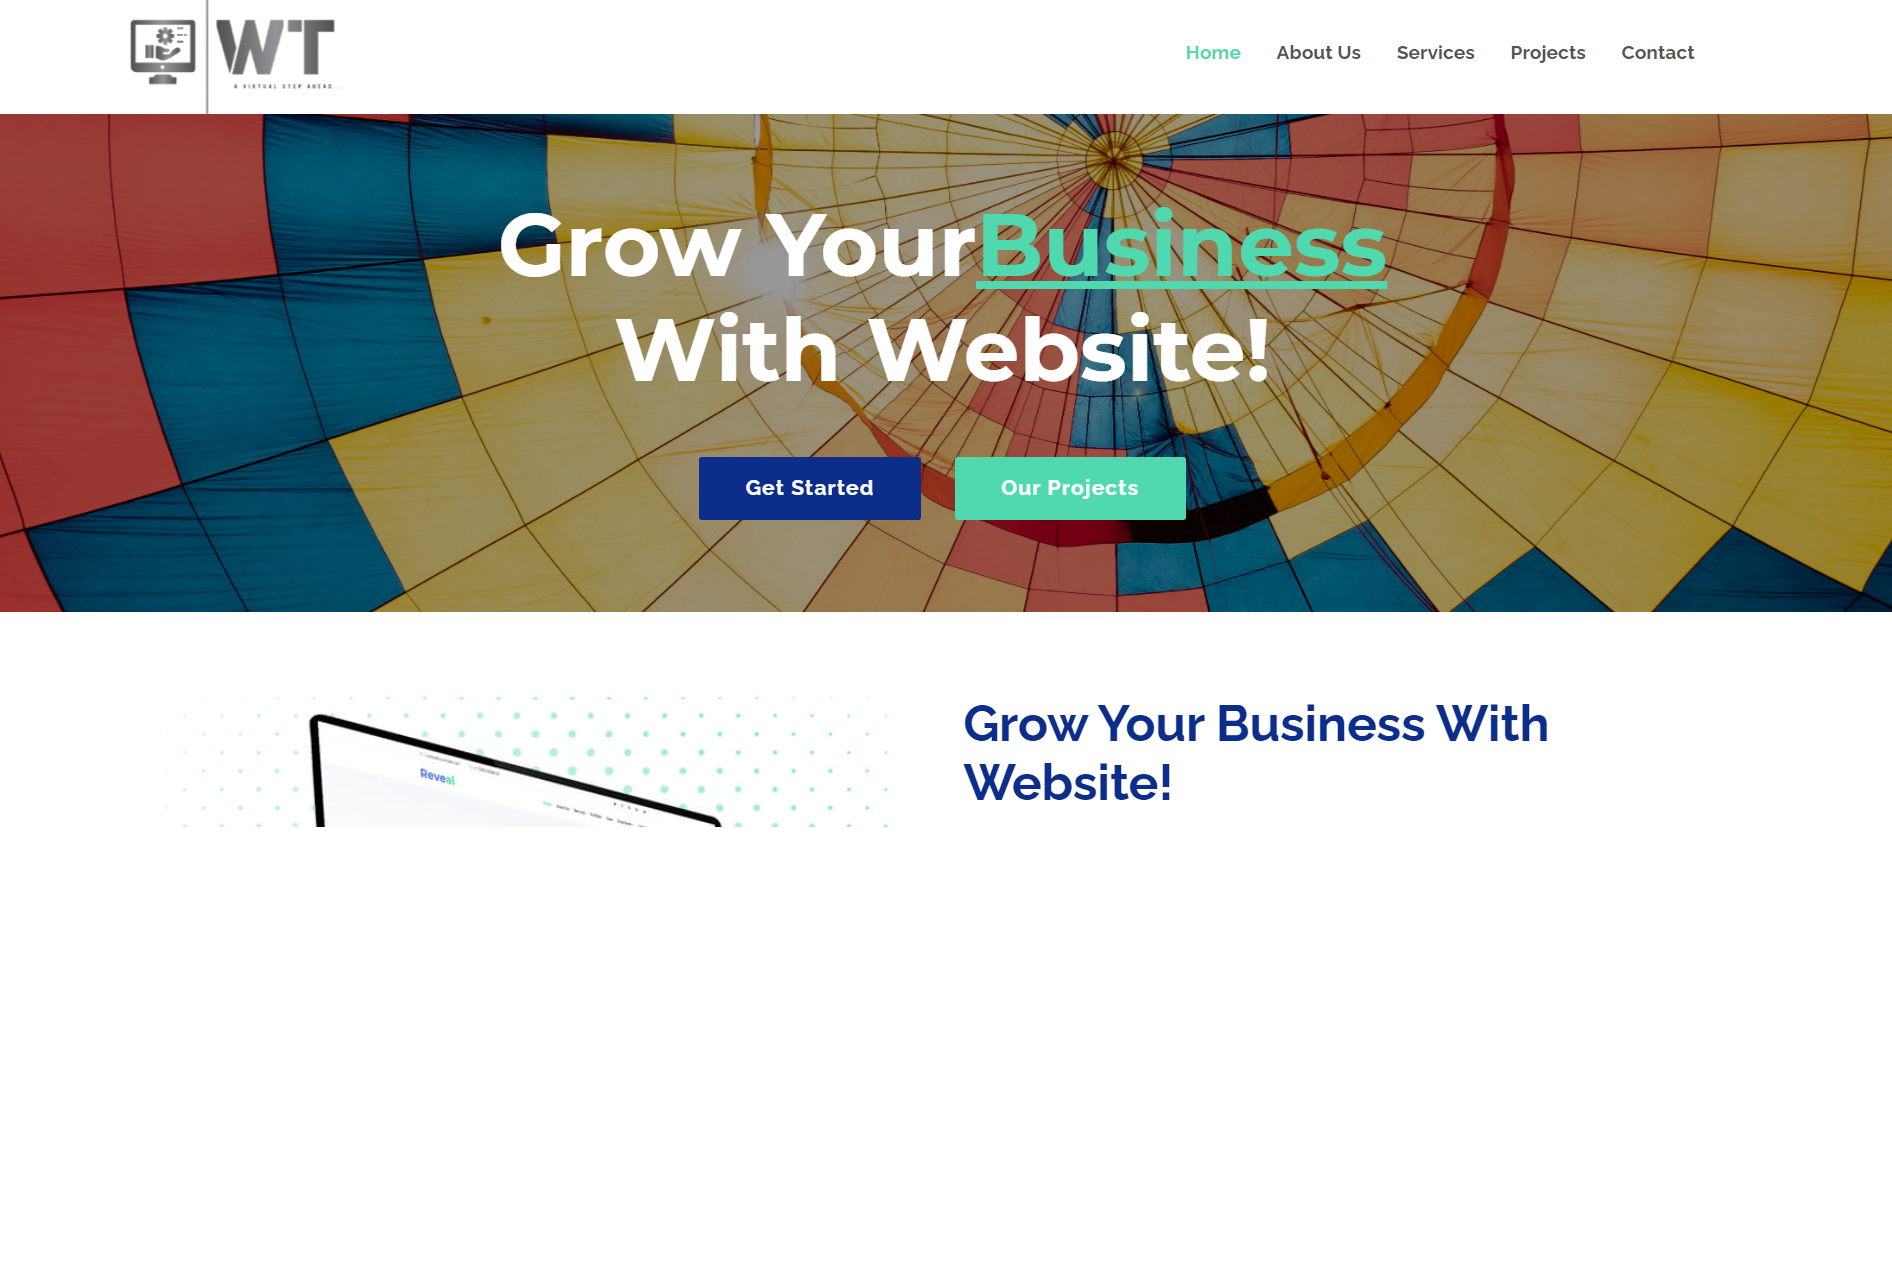 WT
A VIRTUAL STEP AHEAD...
Home
About Us
Services
Projects
Contact
Grow YourBusiness
With Website!
Get Started
Our Projects
Reveal
Grow Your Business With
Website!